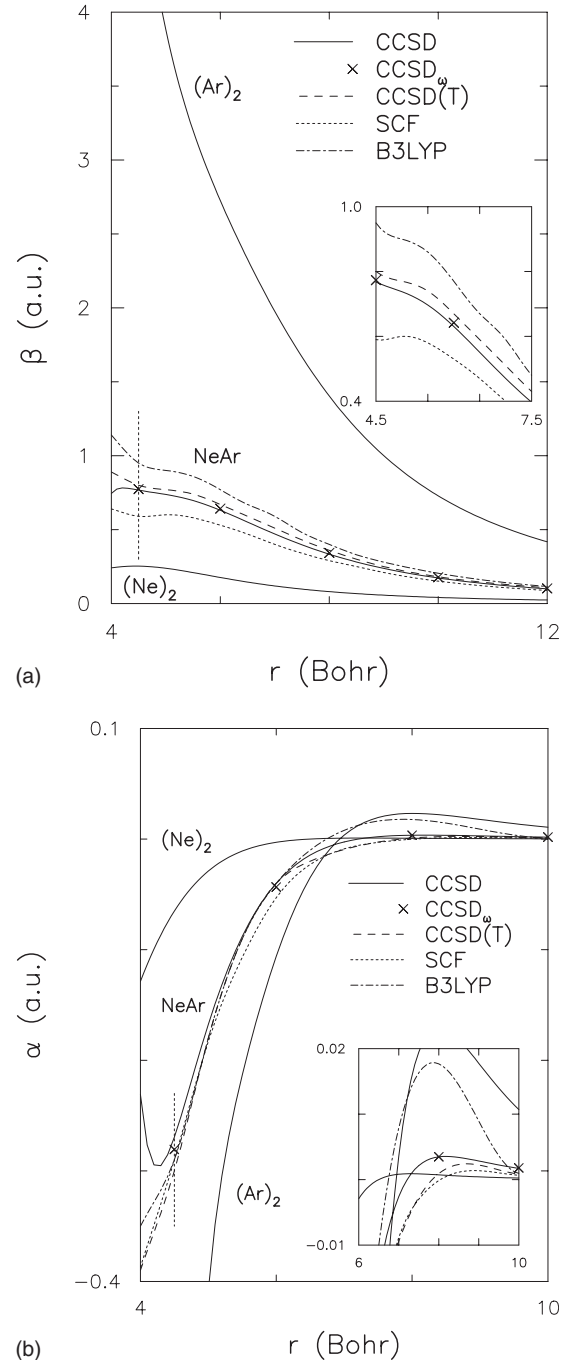 4
CCSD
CCSD_ω
CCSD(T)
SCF
B3LYP
(Ar)₂
3
1.0
2
β (a.u.)
0.4
4.5
7.5
1
NeAr
(Ne)₂
0
4
12
(a)
r (Bohr)
0.1
(Ne)₂
CCSD
CCSD_ω
CCSD(T)
SCF
B3LYP
NeAr
α (a.u.)
0.02
(Ar)₂
-0.01
6
10
-0.4
4
10
(b)
r (Bohr)